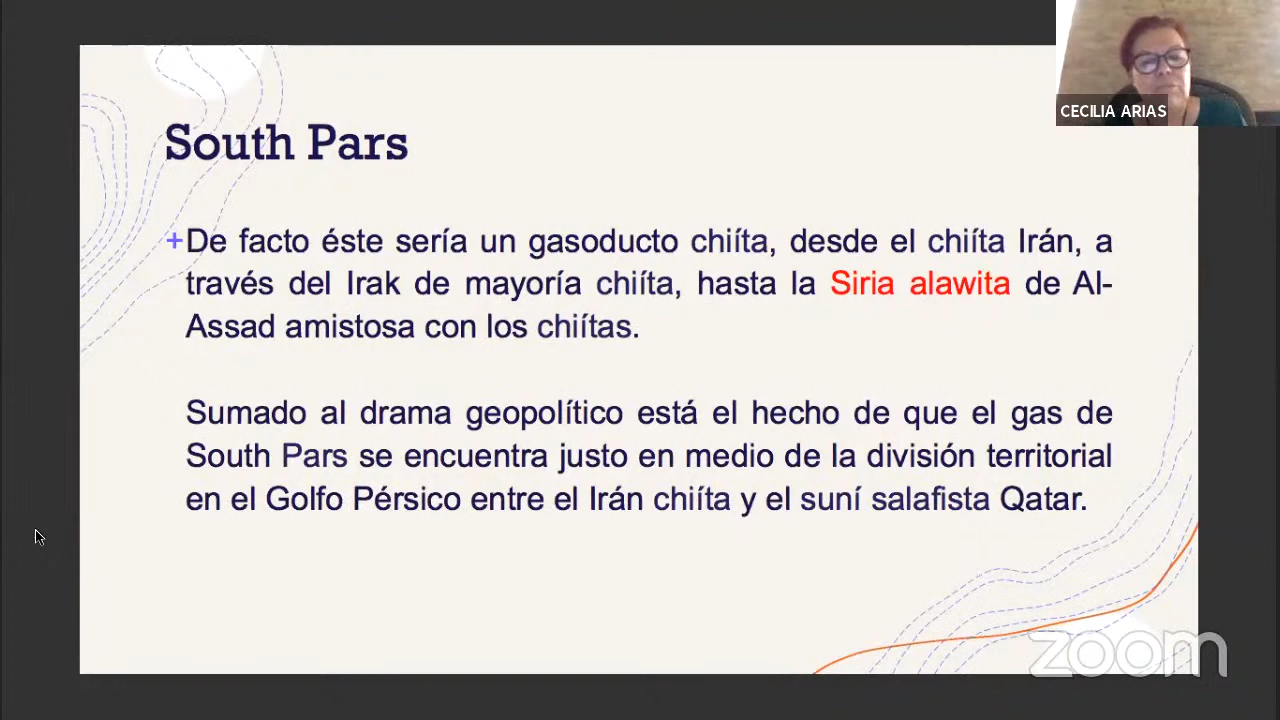 CECILIA ARIAS
South Pars
+De facto éste sería un gasoducto chiíta, desde el chiíta Irán, a
través del Irak de mayoría chiíta, hasta la Siria alawita de Al-
Assad amistosa con los chiítas.
Sumado al drama geopolítico está el hecho de que el gas de
South Pars se encuentra justo en medio de la división territorial
en el Golfo Pérsico entre el Irán chiíta y el suní salafista Qatar.
zoom